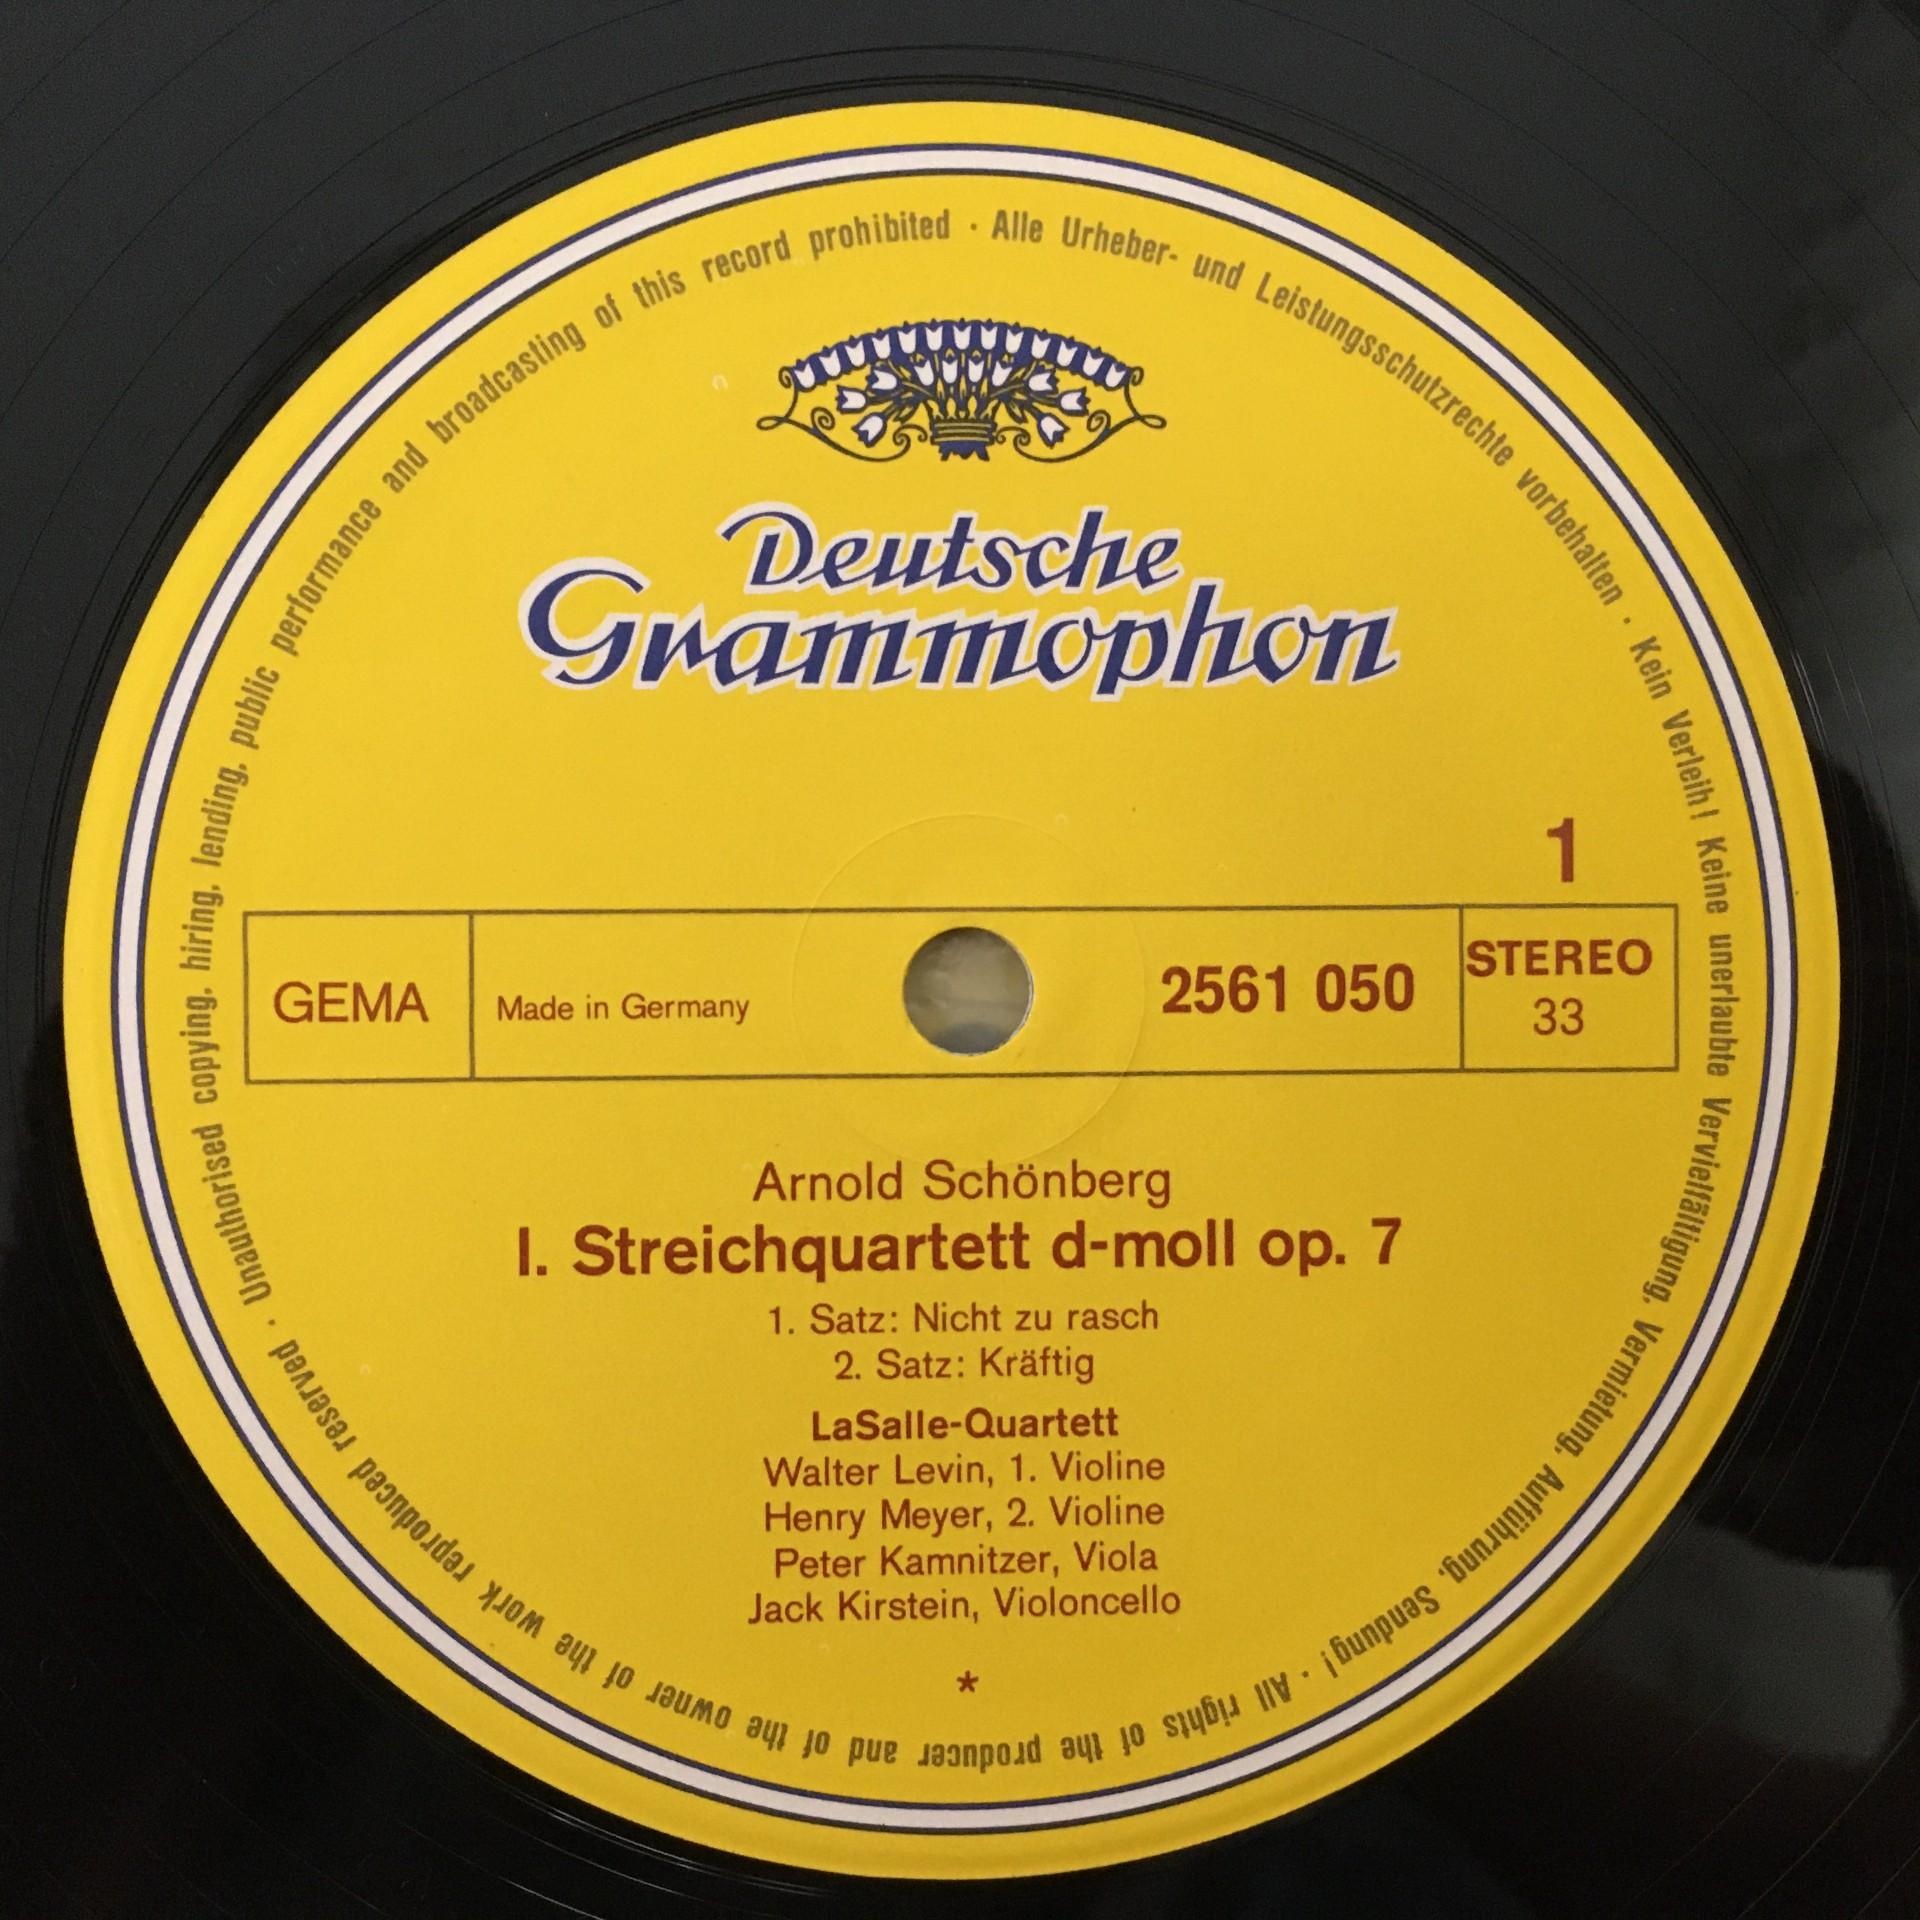 Unauthorised copying, hiring, lending, public performance and broadcasting of this record prohibited · Alle Urheber- und Leistungsschutzrechte vorbehalten · Kein Verleih! Keine unerlaubte Vervielfältigung, Vermietung, Aufführung, Sendung! · All rights of the producer and of the owner of the work reproduced reserved ·
Deutsche
Grammophon
1
GEMA
Made in Germany
2561 050
STEREO
33
Arnold Schönberg
I. Streichquartett d-moll op. 7
1. Satz: Nicht zu rasch
2. Satz: Kräftig
LaSalle-Quartett
Walter Levin, 1. Violine
Henry Meyer, 2. Violine
Peter Kamnitzer, Viola
Jack Kirstein, Violoncello
*